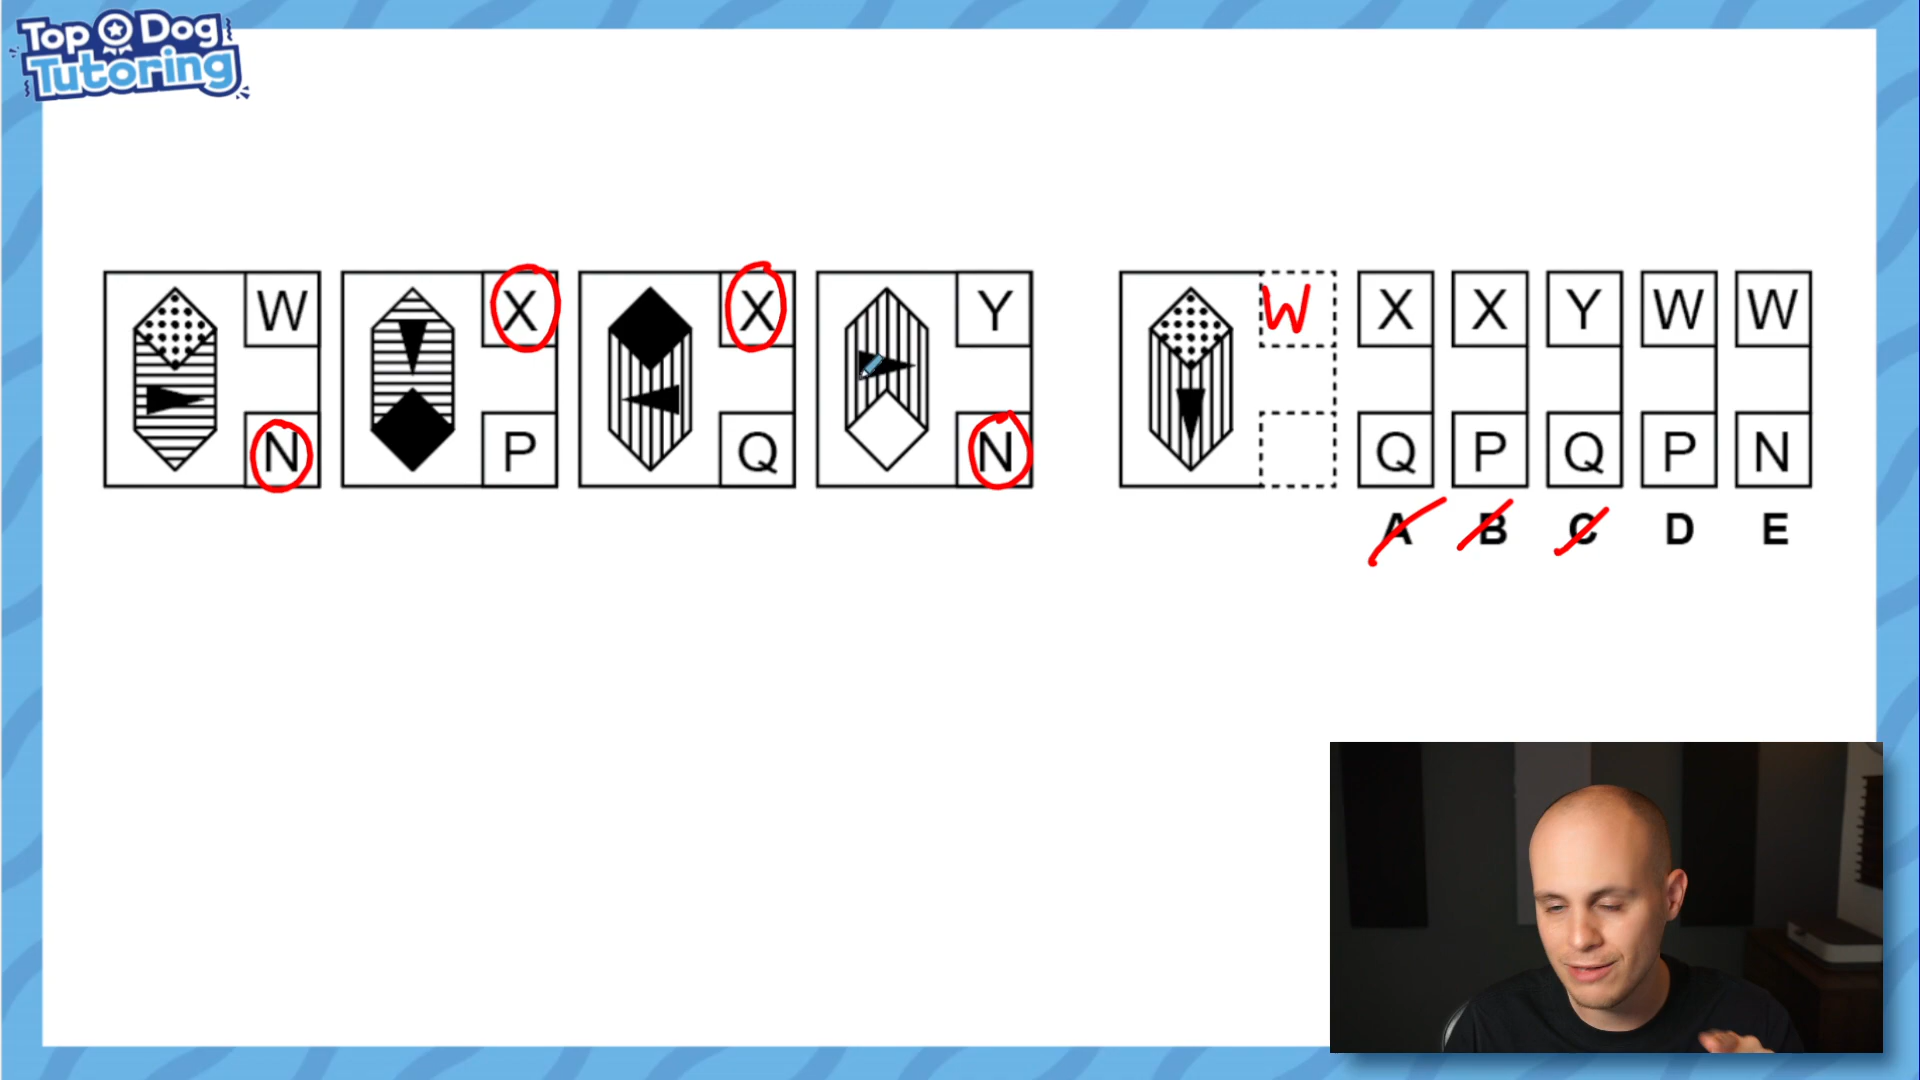 Top Dog
Tutoring
W X X Y W X X Y W W
N P Q N Q P Q P N
A B C D E